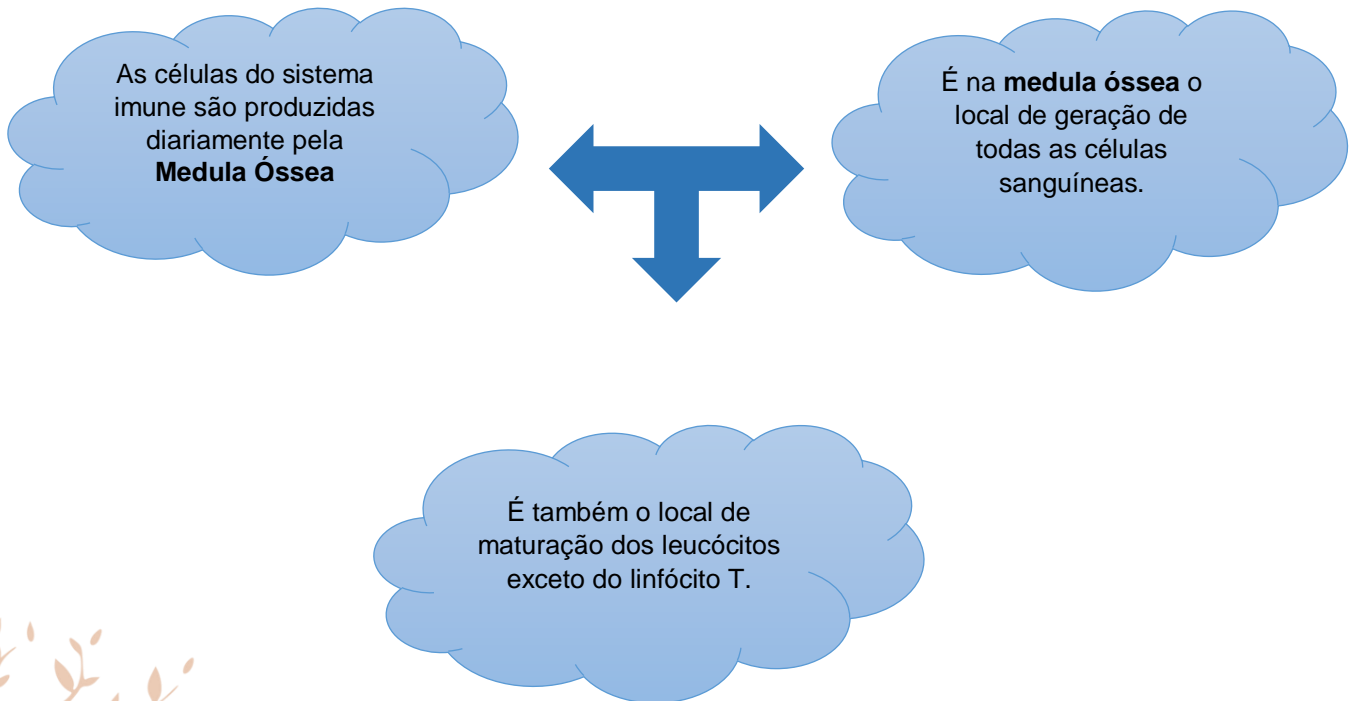 As células do sistema
imune são produzidas
diariamente pela
Medula Óssea
É na medula óssea o
local de geração de
todas as células
sanguíneas.
É também o local de
maturação dos leucócitos
exceto do linfócito T.